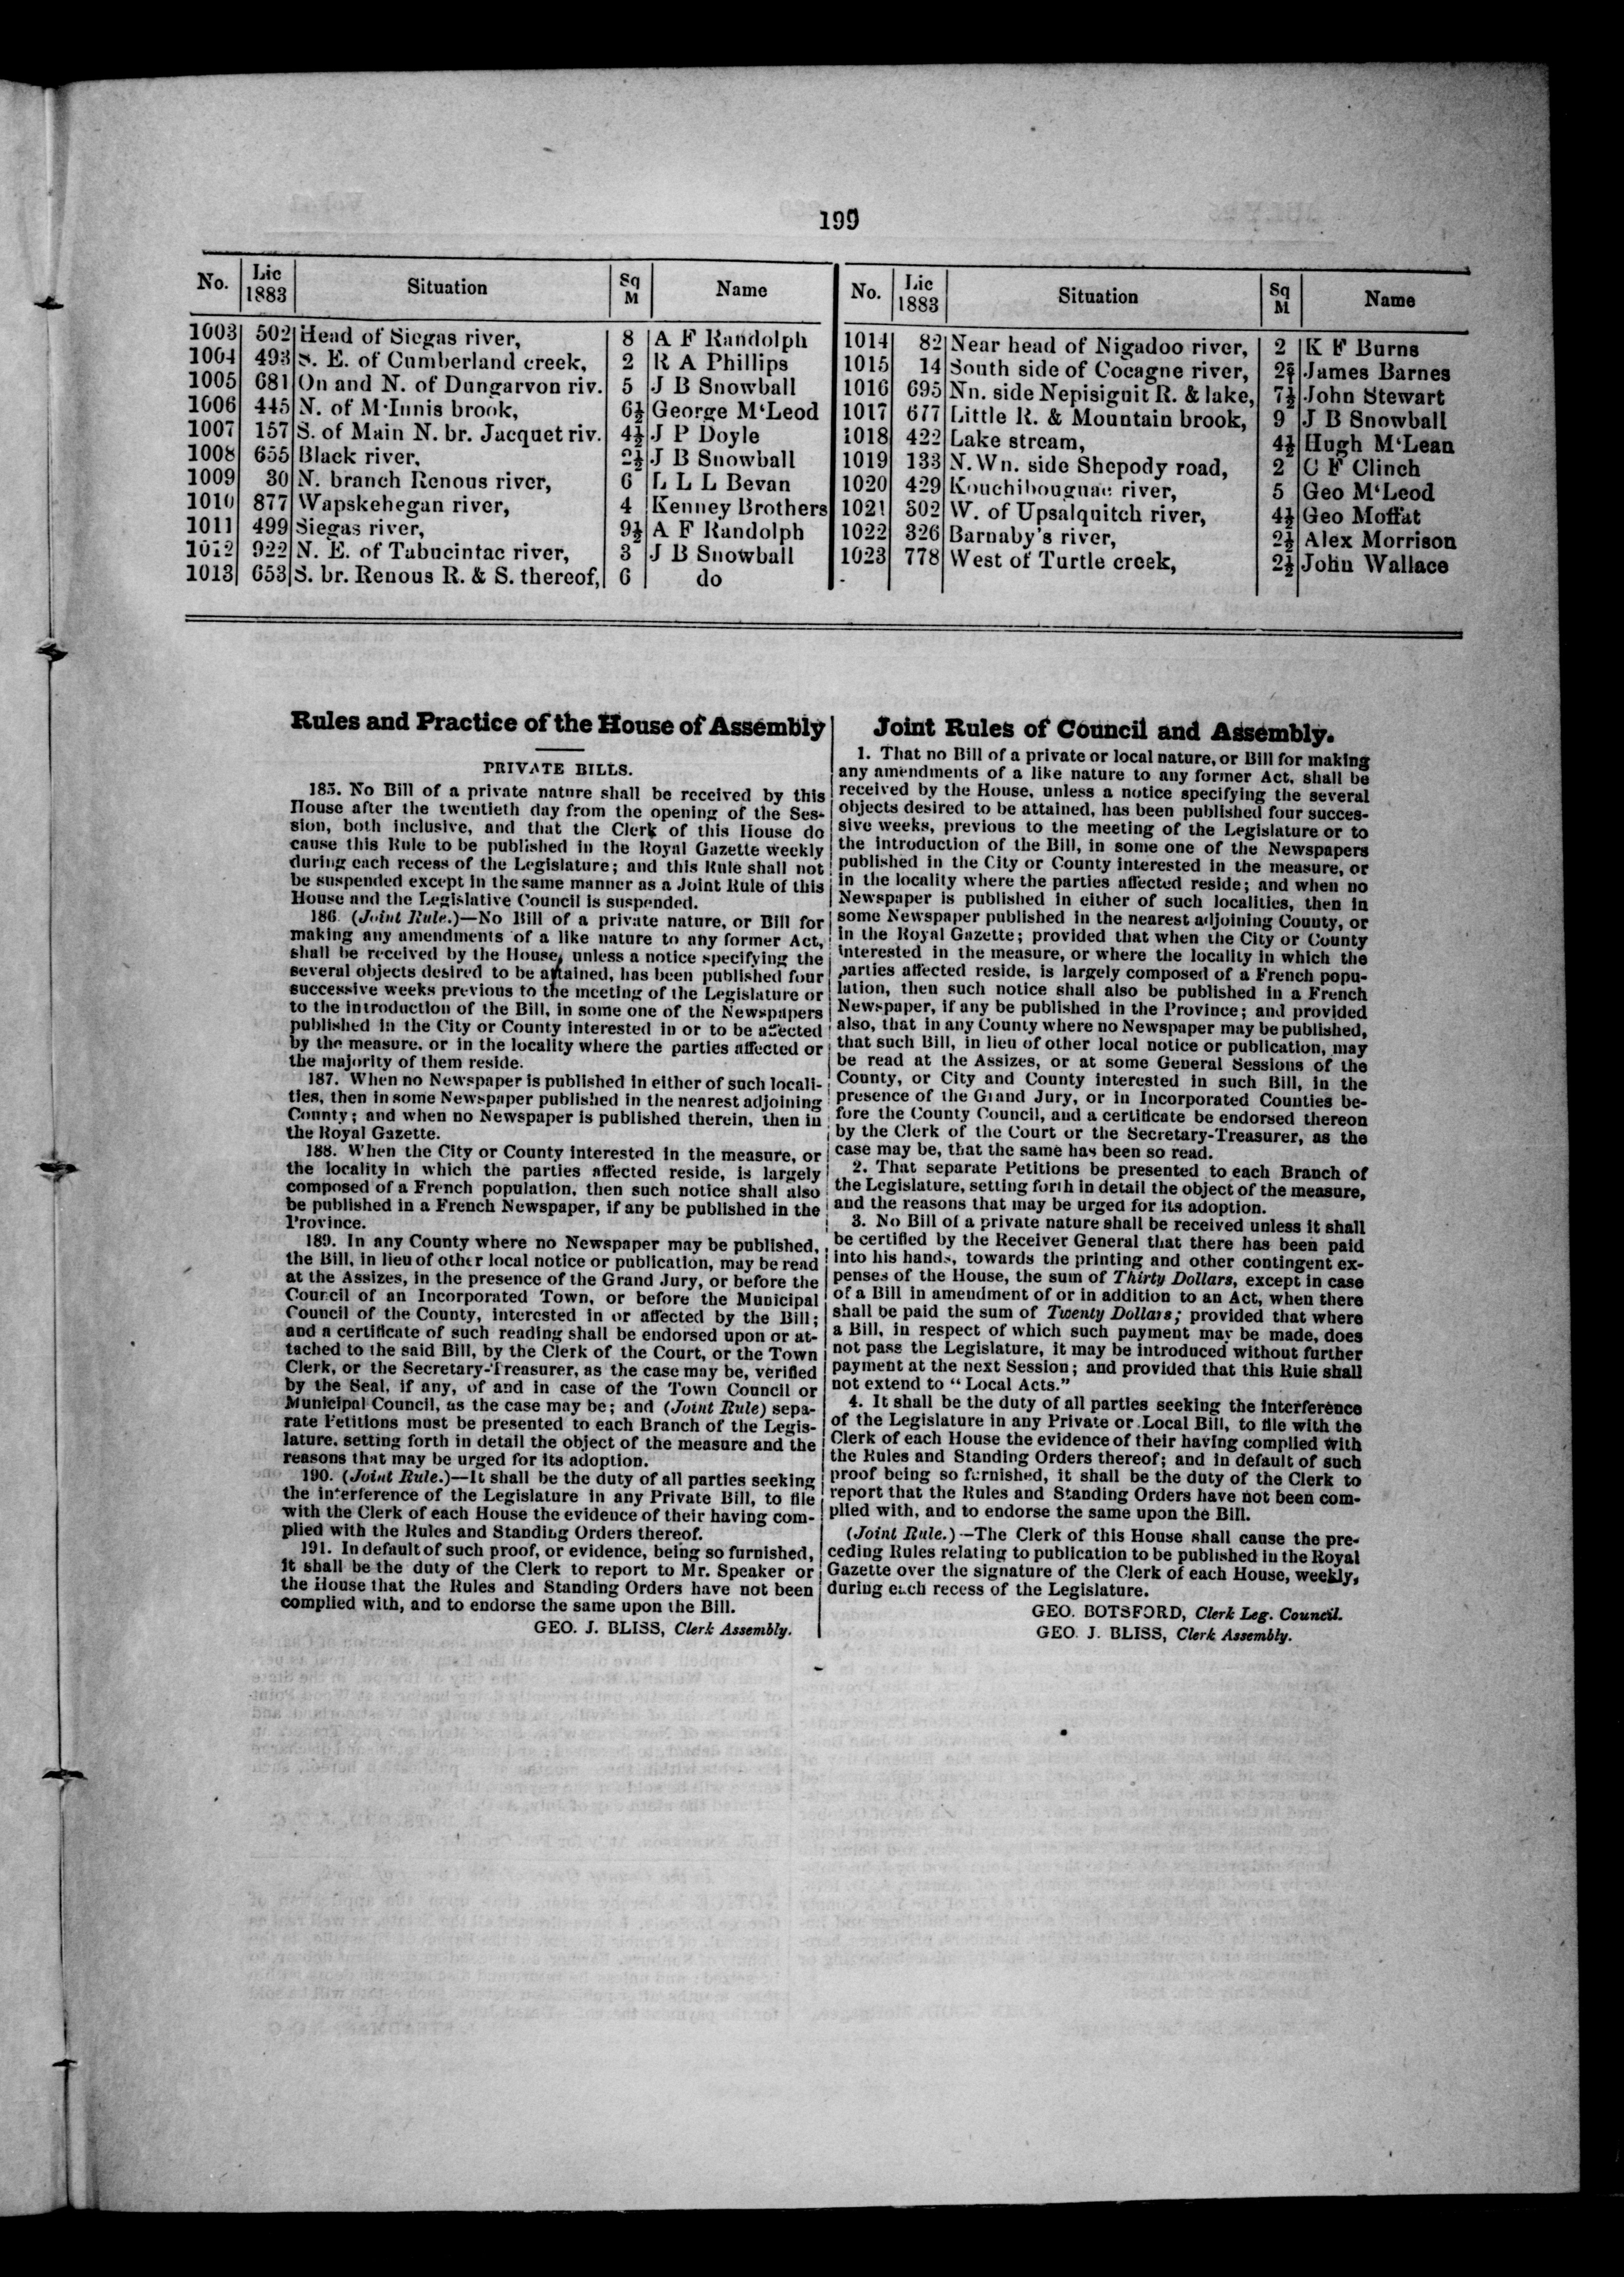 199
No. Lic 1883 Situation Sq M Name
1003 502 Head of Siegas river, 8 A F Randolph
1004 493 S. E. of Cumberland creek, 2 R A Phillips
1005 681 On and N. of Dungarvon riv. 5 J B Snowball
1006 445 N. of M'Innis brook, 6½ George M'Leod
1007 157 S. of Main N. br. Jacquet riv. 4½ J P Doyle
1008 655 Black river, 2½ J B Snowball
1009 30 N. branch Renous river, 6 L L L Bevan
1010 877 Wapskehegan river, 4 Kenney Brothers
1011 499 Siegas river, 9½ A F Randolph
1012 922 N. E. of Tabucintac river, 3 J B Snowball
1013 653 S. br. Renous R. & S. thereof, 6 do
No. Lic 1883 Situation Sq M Name
1014 82 Near head of Nigadoo river, 2 K F Burns
1015 14 South side of Cocagne river, James Barnes
1016 695 Nn. side Nepisiguit R. & lake, 7½ John Stewart
1017 677 Little R. & Mountain brook, 9 J B Snowball
1018 422 Lake stream, 4½ Hugh M'Lean
1019 133 N. Wn. side Shepody road, 2 C F Clinch
1020 429 Kouchibouguac river, 5 Geo M'Leod
1021 302 W. of Upsalquitch river, 4½ Geo Moffat
1022 326 Barnaby's river, 2½ Alex Morrison
1023 778 West of Turtle creek, 2½ John Wallace
Rules and Practice of the House of Assembly
PRIVATE BILLS.
185. No Bill of a private nature shall be received by this
House after the twentieth day from the opening of the Ses-
sion, both inclusive, and that the Clerk of this House do
cause this Rule to be published in the Royal Gazette weekly
during each recess of the Legislature; and this Rule shall not
be suspended except in the same manner as a Joint Rule of this
House and the Legislative Council is suspended.
186. (Joint Rule.)—No Bill of a private nature, or Bill for
making any amendments of a like nature to any former Act,
shall be received by the House, unless a notice specifying the
several objects desired to be attained, has been published four
successive weeks previous to the meeting of the Legislature or
to the introduction of the Bill, in some one of the Newspapers
published in the City or County interested in or to be affected
by the measure, or in the locality where the parties affected or
the majority of them reside.
187. When no Newspaper is published in either of such locali-
ties, then in some Newspaper published in the nearest adjoining
County; and when no Newspaper is published therein, then in
the Royal Gazette.
188. When the City or County interested in the measure, or
the locality in which the parties affected reside, is largely
composed of a French population, then such notice shall also
be published in a French Newspaper, if any be published in the
Province.
189. In any County where no Newspaper may be published,
the Bill, in lieu of other local notice or publication, may be read
at the Assizes, in the presence of the Grand Jury, or before the
Council of an Incorporated Town, or before the Municipal
Council of the County, interested in or affected by the Bill;
and a certificate of such reading shall be endorsed upon or at-
tached to the said Bill, by the Clerk of the Court, or the Town
Clerk, or the Secretary-Treasurer, as the case may be, verified
by the Seal, if any, of and in case of the Town Council or
Municipal Council, as the case may be; and (Joint Rule) sepa-
rate Petitions must be presented to each Branch of the Legis-
lature, setting forth in detail the object of the measure and the
reasons that may be urged for its adoption.
190. (Joint Rule.)—It shall be the duty of all parties seeking
the interference of the Legislature in any Private Bill, to file
with the Clerk of each House the evidence of their having com-
plied with the Rules and Standing Orders thereof.
191. In default of such proof, or evidence, being so furnished,
it shall be the duty of the Clerk to report to Mr. Speaker or
the House that the Rules and Standing Orders have not been
complied with, and to endorse the same upon the Bill.
GEO. J. BLISS, Clerk Assembly.
Joint Rules of Council and Assembly.
1. That no Bill of a private or local nature, or Bill for making
any amendments of a like nature to any former Act, shall be
received by the House, unless a notice specifying the several
objects desired to be attained, has been published four succes-
sive weeks, previous to the meeting of the Legislature or to
the introduction of the Bill, in some one of the Newspapers
published in the City or County interested in the measure, or
in the locality where the parties affected reside; and when no
Newspaper is published in either of such localities, then in
some Newspaper published in the nearest adjoining County, or
in the Royal Gazette; provided that when the City or County
interested in the measure, or where the locality in which the
parties affected reside, is largely composed of a French popu-
lation, then such notice shall also be published in a French
Newspaper, if any be published in the Province; and provided
also, that in any County where no Newspaper may be published,
that such Bill, in lieu of other local notice or publication, may
be read at the Assizes, or at some General Sessions of the
County, or City and County interested in such Bill, in the
presence of the Grand Jury, or in Incorporated Counties be-
fore the County Council, and a certificate be endorsed thereon
by the Clerk of the Court or the Secretary-Treasurer, as the
case may be, that the same has been so read.
2. That separate Petitions be presented to each Branch of
the Legislature, setting forth in detail the object of the measure,
and the reasons that may be urged for its adoption.
3. No Bill of a private nature shall be received unless it shall
be certified by the Receiver General that there has been paid
into his hands, towards the printing and other contingent ex-
penses of the House, the sum of Thirty Dollars, except in case
of a Bill in amendment of or in addition to an Act, when there
shall be paid the sum of Twenty Dollars; provided that where
a Bill, in respect of which such payment may be made, does
not pass the Legislature, it may be introduced without further
payment at the next Session; and provided that this Rule shall
not extend to "Local Acts."
4. It shall be the duty of all parties seeking the interference
of the Legislature in any Private or Local Bill, to file with the
Clerk of each House the evidence of their having complied with
the Rules and Standing Orders thereof; and in default of such
proof being so furnished, it shall be the duty of the Clerk to
report that the Rules and Standing Orders have not been com-
plied with, and to endorse the same upon the Bill.
(Joint Rule.)—The Clerk of this House shall cause the pre-
ceding Rules relating to publication to be published in the Royal
Gazette over the signature of the Clerk of each House, weekly,
during each recess of the Legislature.
GEO. BOTSFORD, Clerk Leg. Council.
GEO. J. BLISS, Clerk Assembly.